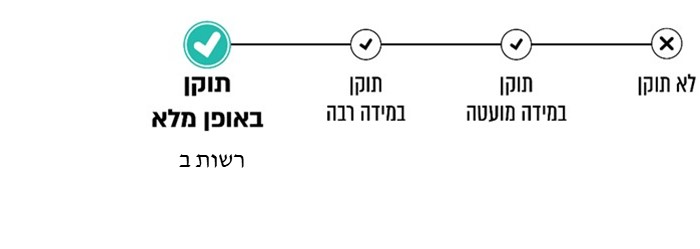 לא תוקן
תוקן
במידה מועטה
תוקן
במידה רבה
תוקן
באופן מלא
רשות ב